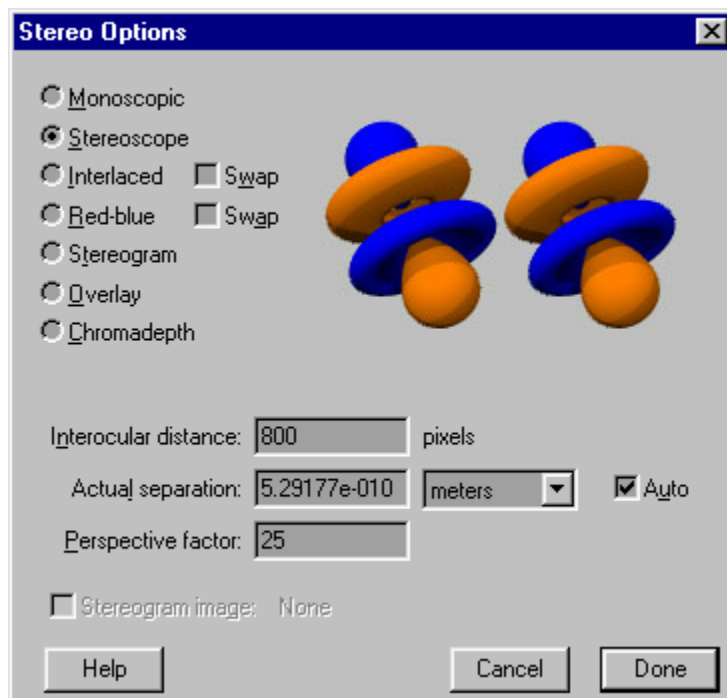 Stereo Options
Monoscopic
Stereoscope
Interlaced Swap
Red-blue Swap
Stereogram
Overlay
Chromadepth
Interocular distance: 800 pixels
Actual separation: 5.29177e-010 meters Auto
Perspective factor: 25
Stereogram image: None
Help Cancel Done